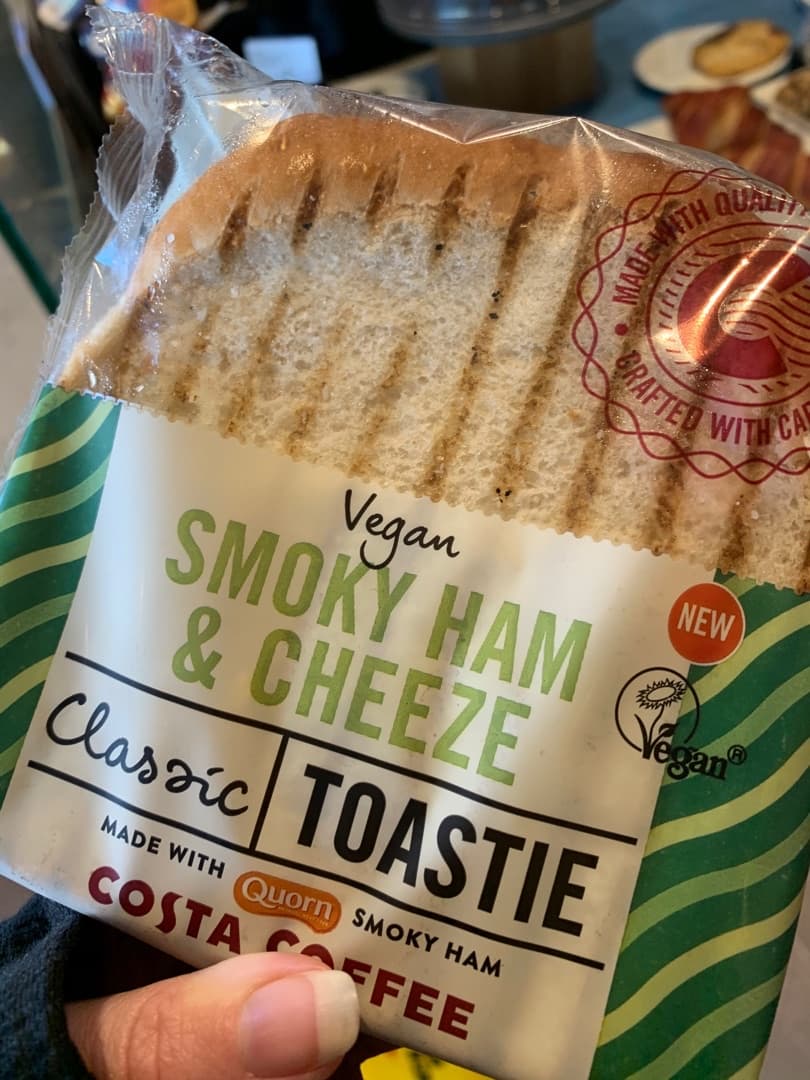 MADE WITH QUALITY
CRAFTED WITH CA
Vegan
SMOKY HAM
& CHEEZE
NEW
Vegan®
Classic
TOASTIE
MADE WITH
Quorn
SMOKY HAM
COSTA COFFEE